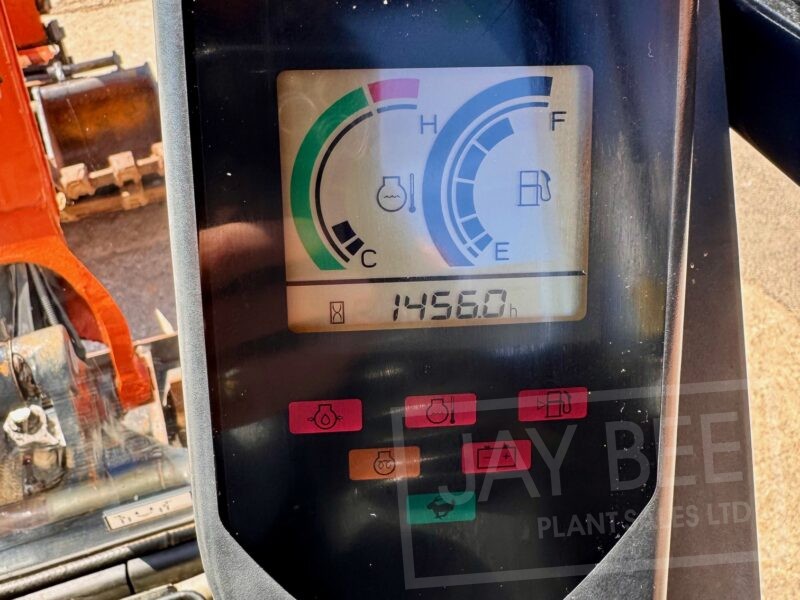 H F
C E
1456.0h
JAY BEE
PLANT SALES LTD